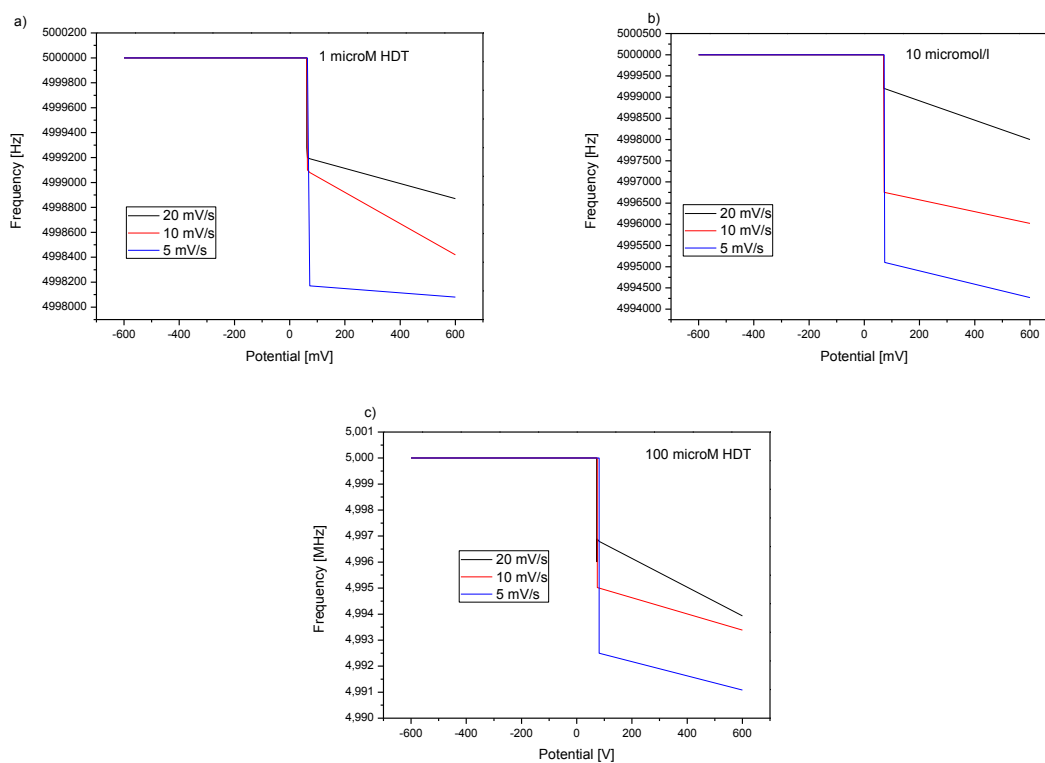 a)
1 microM HDT
5000200
5000000
4999800
4999600
4999400
4999200
4999000
4998800
4998600
4998400
4998200
4998000
Frequency [Hz]
20 mV/s
10 mV/s
5 mV/s
-600 -400 -200 0 200 400 600
Potential [mV]
b)
10 micromol/l
5000500
5000000
4999500
4999000
4998500
4998000
4997500
4997000
4996500
4996000
4995500
4995000
4994500
4994000
Frequency [Hz]
20 mV/s
10 mV/s
5 mV/s
-600 -400 -200 0 200 400 600
Potential [mV]
c)
100 microM HDT
5,001
5,000
4,999
4,998
4,997
4,996
4,995
4,994
4,993
4,992
4,991
4,990
Frequency [MHz]
20 mV/s
10 mV/s
5 mV/s
-600 -400 -200 0 200 400 600
Potential [V]